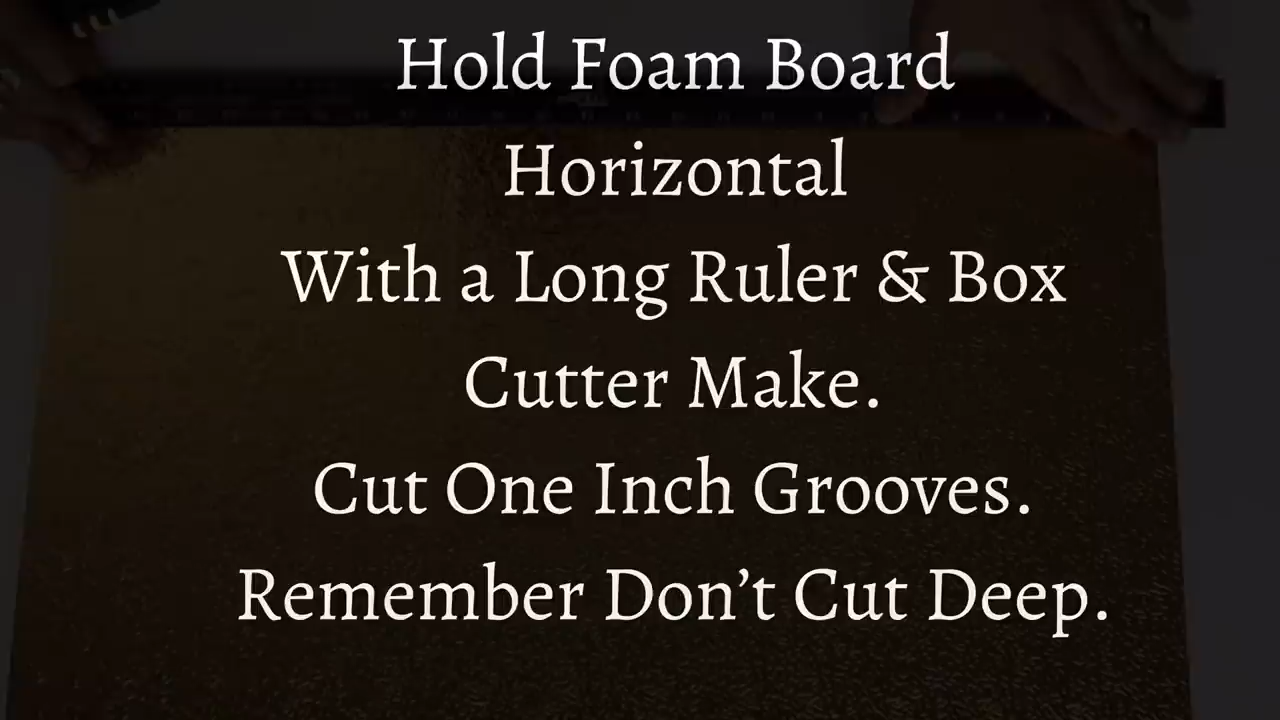 Hold Foam Board
Horizontal
With a Long Ruler & Box
Cutter Make.
Cut One Inch Grooves.
Remember Don’t Cut Deep.